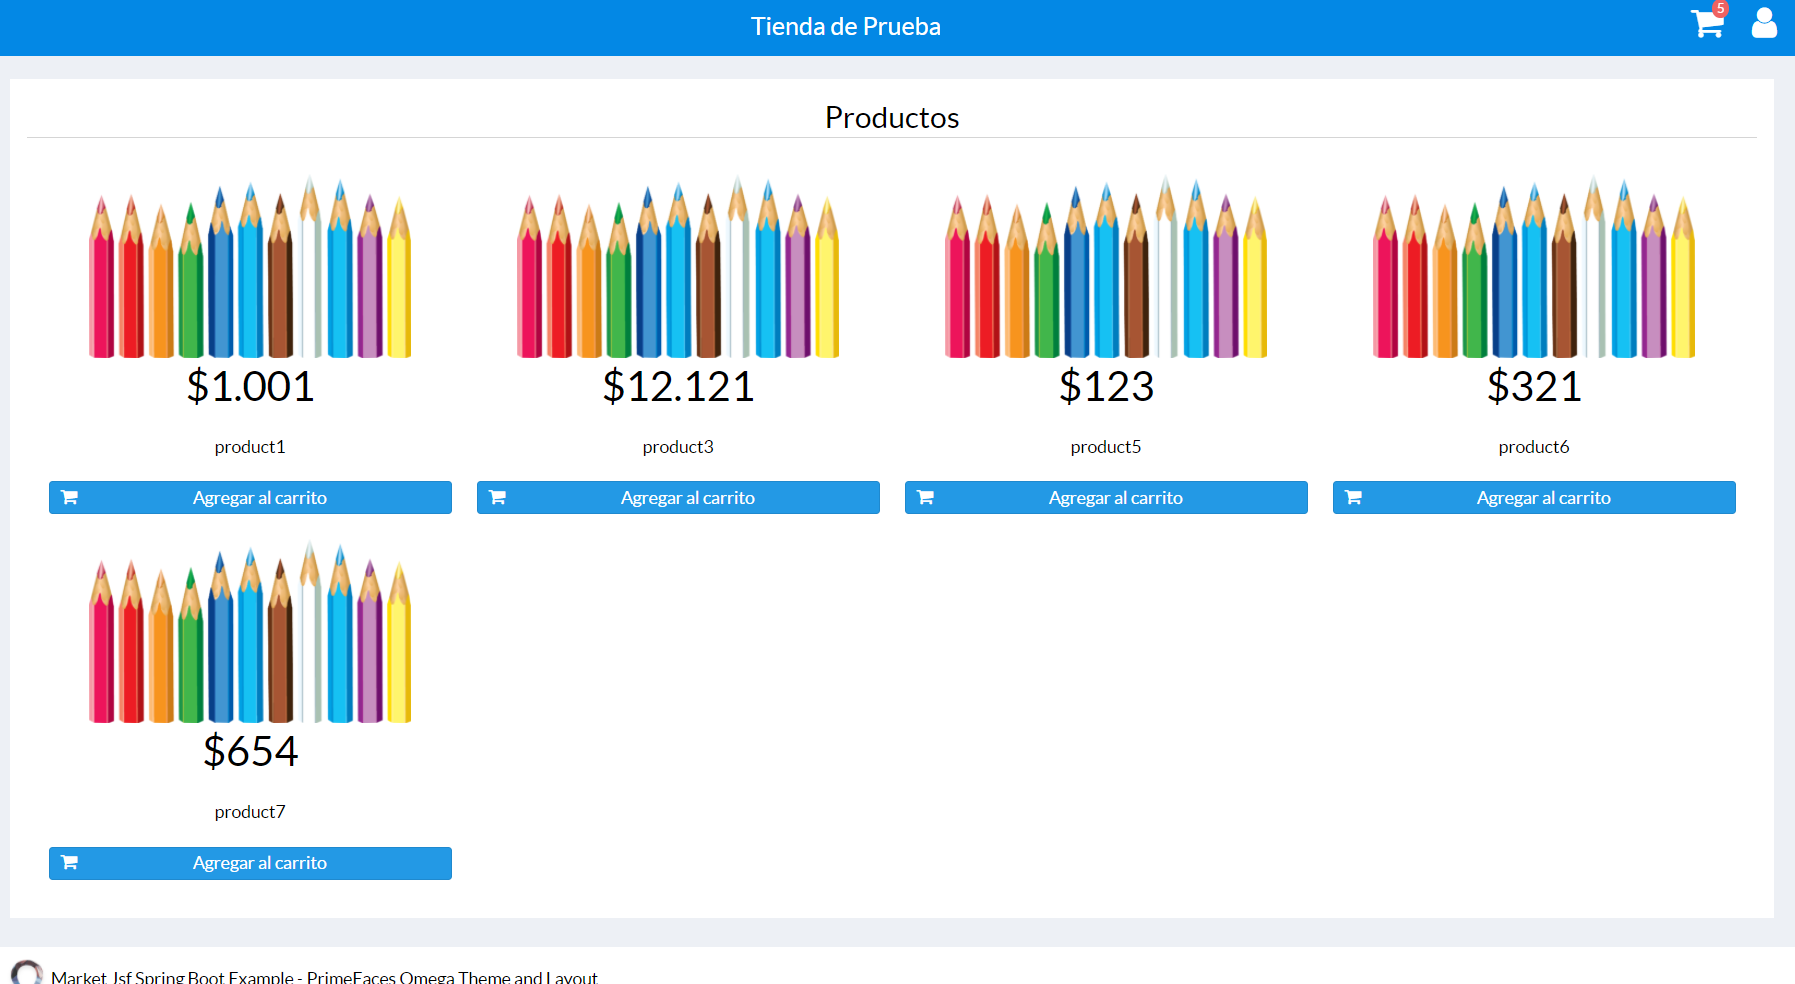 Tienda de Prueba
5
Productos
$1.001
$12.121
$123
$321
product1
product3
product5
product6
Agregar al carrito
Agregar al carrito
Agregar al carrito
Agregar al carrito
$654
product7
Agregar al carrito
Market Jsf Spring Boot Example - PrimeFaces Omega Theme and Layout